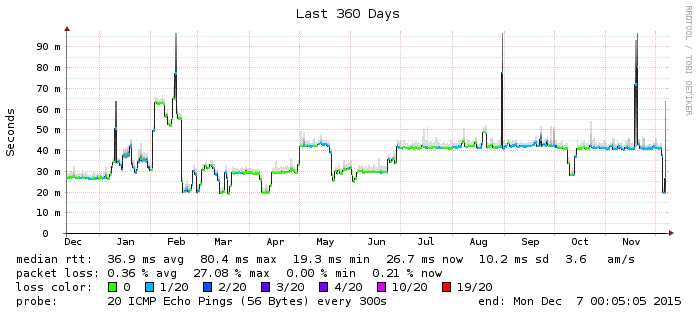 Last 360 Days
RRDTOOL / TOBI OETIKER
Seconds
90 m
80 m
70 m
60 m
50 m
40 m
30 m
20 m
10 m
0
Dec Jan Feb Mar Apr May Jun Jul Aug Sep Oct Nov
median rtt: 36.9 ms avg 80.4 ms max 19.3 ms min 26.7 ms now 10.2 ms sd 3.6 am/s
packet loss: 0.36 % avg 27.08 % max 0.00 % min 0.21 % now
loss color: 0 1/20 2/20 3/20 4/20 10/20 19/20
probe: 20 ICMP Echo Pings (56 Bytes) every 300s end: Mon Dec 7 00:05:05 2015